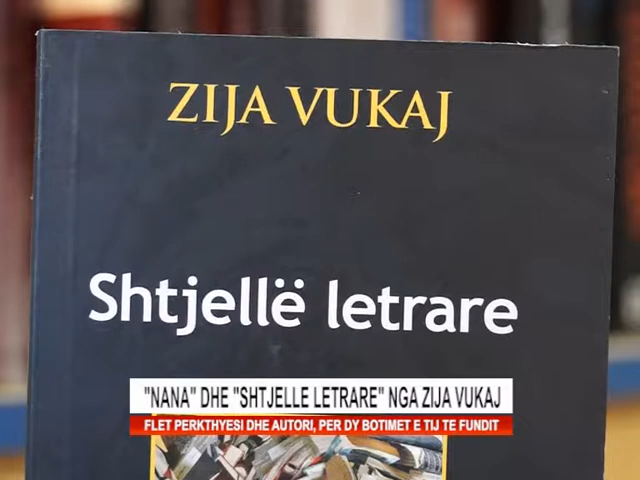 ZIJA VUKAJ
Shtjellë letrare
"NANA" DHE "SHTJELLE LETRARE" NGA ZIJA VUKAJ
FLET PERKTHYESI DHE AUTORI, PER DY BOTIMET E TIJ TE FUNDIT